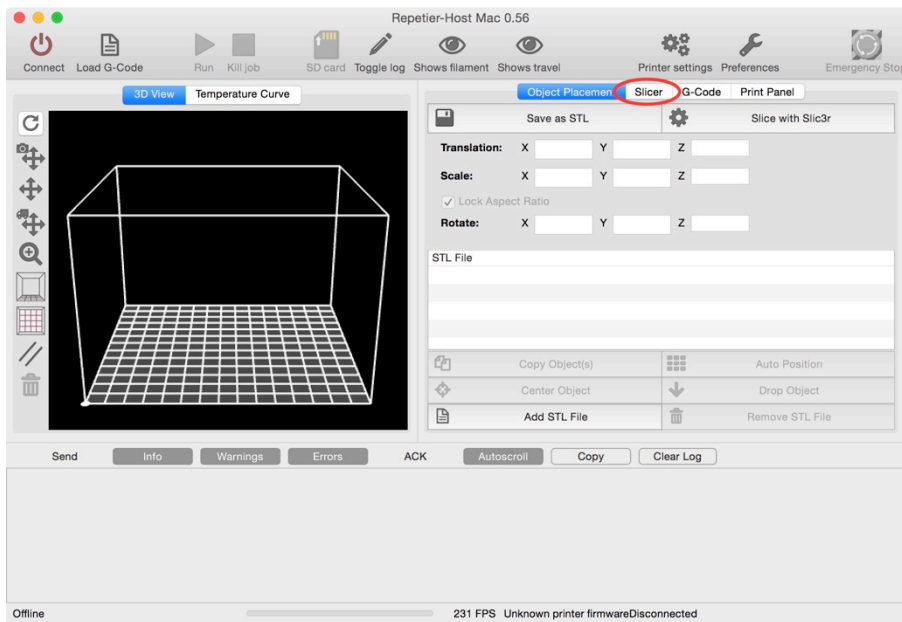 Repetier-Host Mac 0.56
Connect Load G-Code Run Kill job SD card Toggle log Shows filament Shows travel Printer settings Preferences Emergency Sto
3D View Temperature Curve
Object Placemen Slicer G-Code Print Panel
Save as STL Slice with Slic3r
Translation: X Y Z
Scale: X Y Z
Lock Aspect Ratio
Rotate: X Y Z
STL File
Copy Object(s) Auto Position
Center Object Drop Object
Add STL File Remove STL File
Send Info Warnings Errors ACK Autoscroll Copy Clear Log
Offline 231 FPS Unknown printer firmwareDisconnected